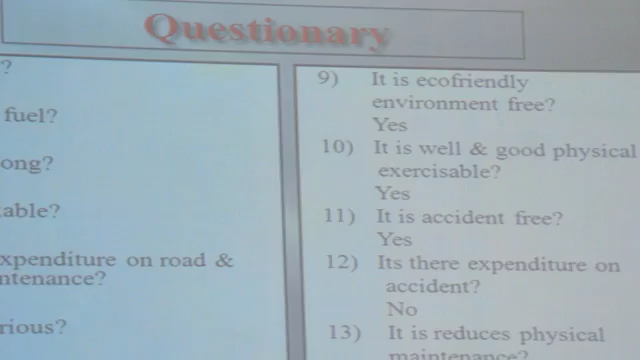 Questionary
?
fuel?
ong?
able?
xpenditure on road &
ntenance?
rious?
9) It is ecofriendly
environment free?
Yes
10) It is well & good physical
exercisable?
Yes
11) It is accident free?
Yes
12) Its there expenditure on
accident?
No
13) It is reduces physical
maintenance?